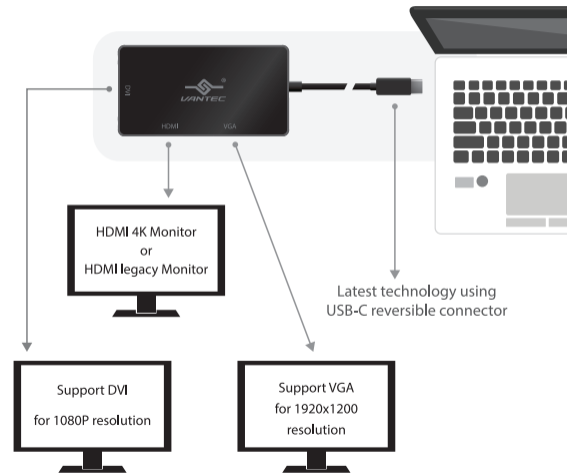 DVI
VANTEC
®
HDMI VGA
HDMI 4K Monitor
or
HDMI legacy Monitor
Latest technology using
USB-C reversible connector
Support DVI
for 1080P resolution
Support VGA
for 1920x1200
resolution